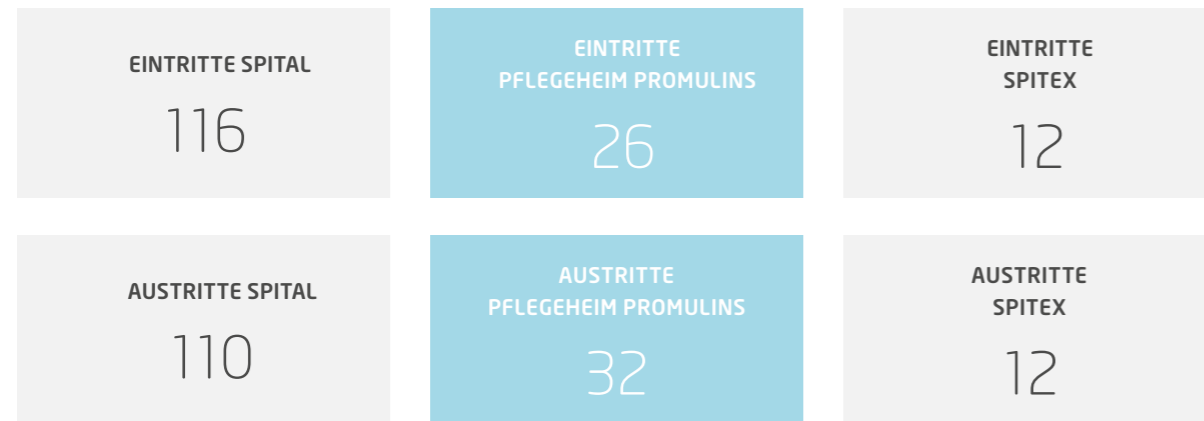 EINTRITTE SPITAL
116
EINTRITTE
PFLEGEHEIM PROMULINS
26
EINTRITTE
SPITEX
12
AUSTRITTE SPITAL
110
AUSTRITTE
PFLEGEHEIM PROMULINS
32
AUSTRITTE
SPITEX
12